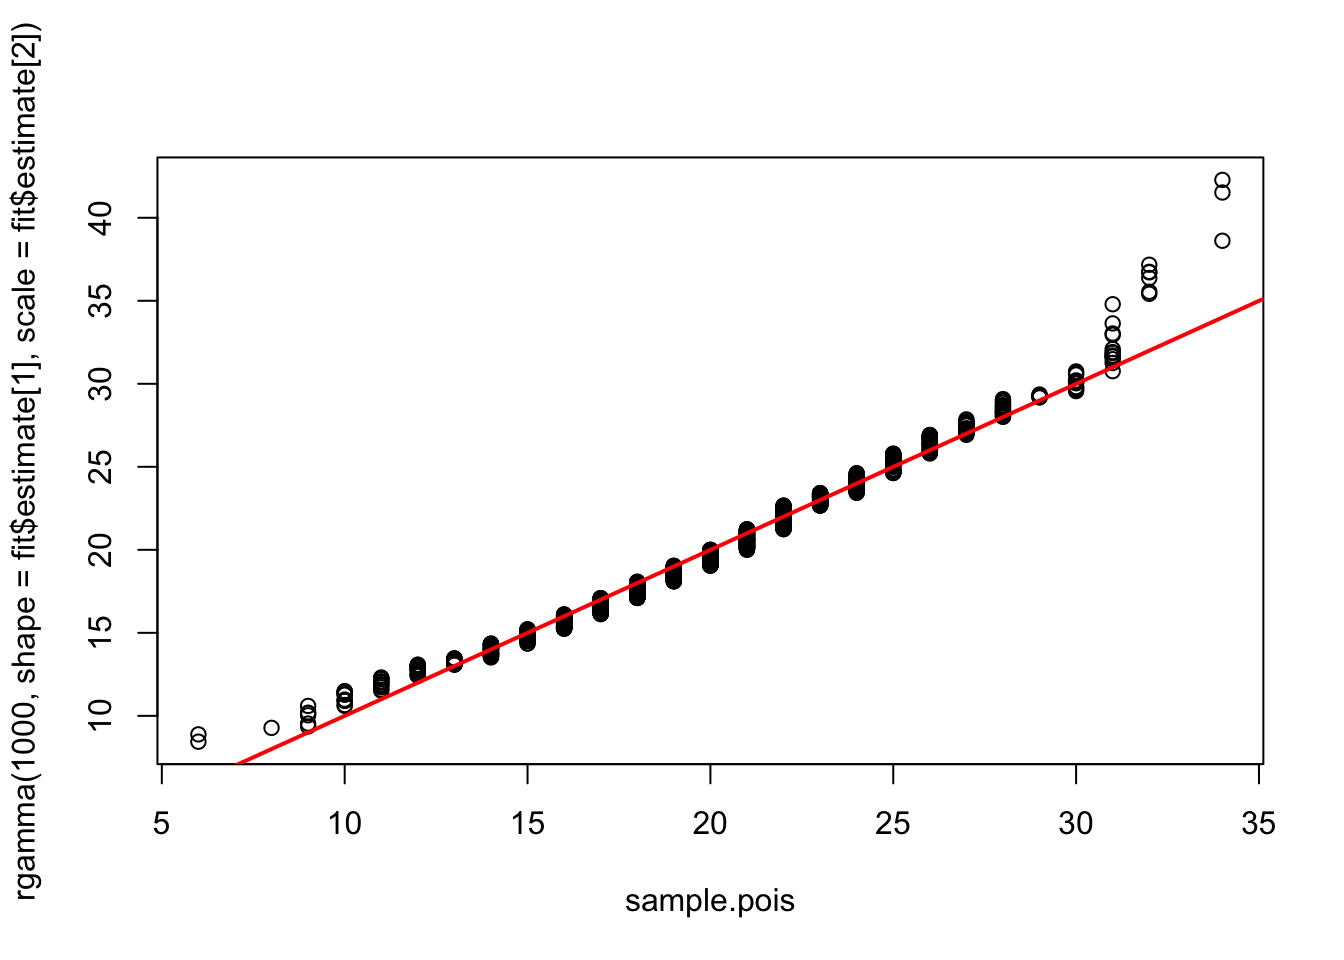 rgamma(1000, shape = fit$estimate[1], scale = fit$estimate[2])
40
35
30
25
20
15
10
5 10 15 20 25 30 35
sample.pois